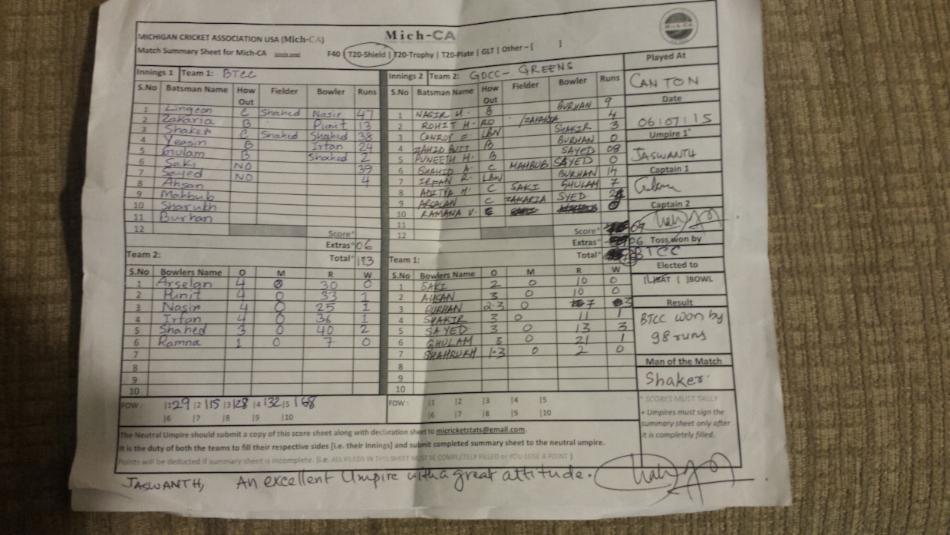 MICHIGAN CRICKET ASSOCIATION USA (Mich-CA)
Mich-CA
Match Summary Sheet for Mich-CA
F40 | T20-Shield | T20-Trophy | T20-Plate | GLT | Other – [ ]
Played At
CANTON
Date
06/07/15
Umpire 1
JASWANTH
Captain 1
Captain 2
Toss won by
BTCC
Elected to
BAT | BOWL
Result
BTCC won by
98 runs
Man of the Match
Shaker
* SCORES MUST TALLY
+ Umpires must sign the
summary sheet only after
it is completely filled.
Innings 1 Team 1: BTCC
S.No Batsman Name How Out Fielder Bowler Runs
1 Lingeon C Shahed Nasir 47
2 Zakaria B Punit 13
3 Shaker C Shahed Shahed 38
4 Yeasin B Irtan 24
5 Gulam B Shahed 2
6 Saki NO 39
7 Sayed NO 4
8 Ahsan
9 Mahbub
10 Sharukh
11 Burhan
12
Score
Extras 06
Total 173
Innings 2 Team 2: GDCC – GREENS
S.No Batsman Name How Out Fielder Bowler Runs
1 NASIR U B BURHAN 9
2 ROHIT H. RO ZAKARIA 4
3 LBW SHAKIR 3
4 ZAHID BUTT B BURHAN 0
5 PUNEETH H. B SAYED 08
6 SHAHID A. C MAHBUB SAYED 0
7 IRFAN R. LBW BURHAN 14
8 ADITYA H. C SAKI GHULAM 7
9 ARSALAN C ZAKARIA SYED
10 RAMANA V.
11
12
Score
Extras 06
Total
Team 2:
S.No Bowlers Name O M R W
1 Arselan 4 0 30 0
2 Punit 4 0 33 1
3 Nasir 4 0 25 1
4 Irtan 4 0 36 1
5 Shahed 3 0 40 2
6 Ramna 1 0 7 0
7
8
9
10
FOW : |1 29 |2 115 |3 128 |4 132 |5 168
|6 |7 |8 |9 |10
Team 1:
S.No Bowlers Name O M R W
1 SAKI 2 0 10 0
2 AHSAN 3 0 10 0
3 BURHAN 2.3 0 7 3
4 SHAKIR 3 0 11 1
5 SAYED 3 0 13 3
6 GHULAM 3 0 21 1
7 SHAHRUKH 1.3 0 2 0
8
9
10
FOW : |1 |2 |3 |4 |5
|6 |7 |8 |9 |10
The Neutral Umpire should submit a copy of this score sheet along with declaration sheet to micricketstats@email.com.
It is the duty of both the teams to fill their respective sides [i.e. their Innings] and submit completed summary sheet to the neutral umpire.
Points will be deducted if summary sheet is incomplete. (i.e. ALL FIELDS IN THIS SHEET MUST BE COMPLETELY FILLED OR YOU LOSE A POINT )
JASWANTH, An excellent Umpire with a great attitude.